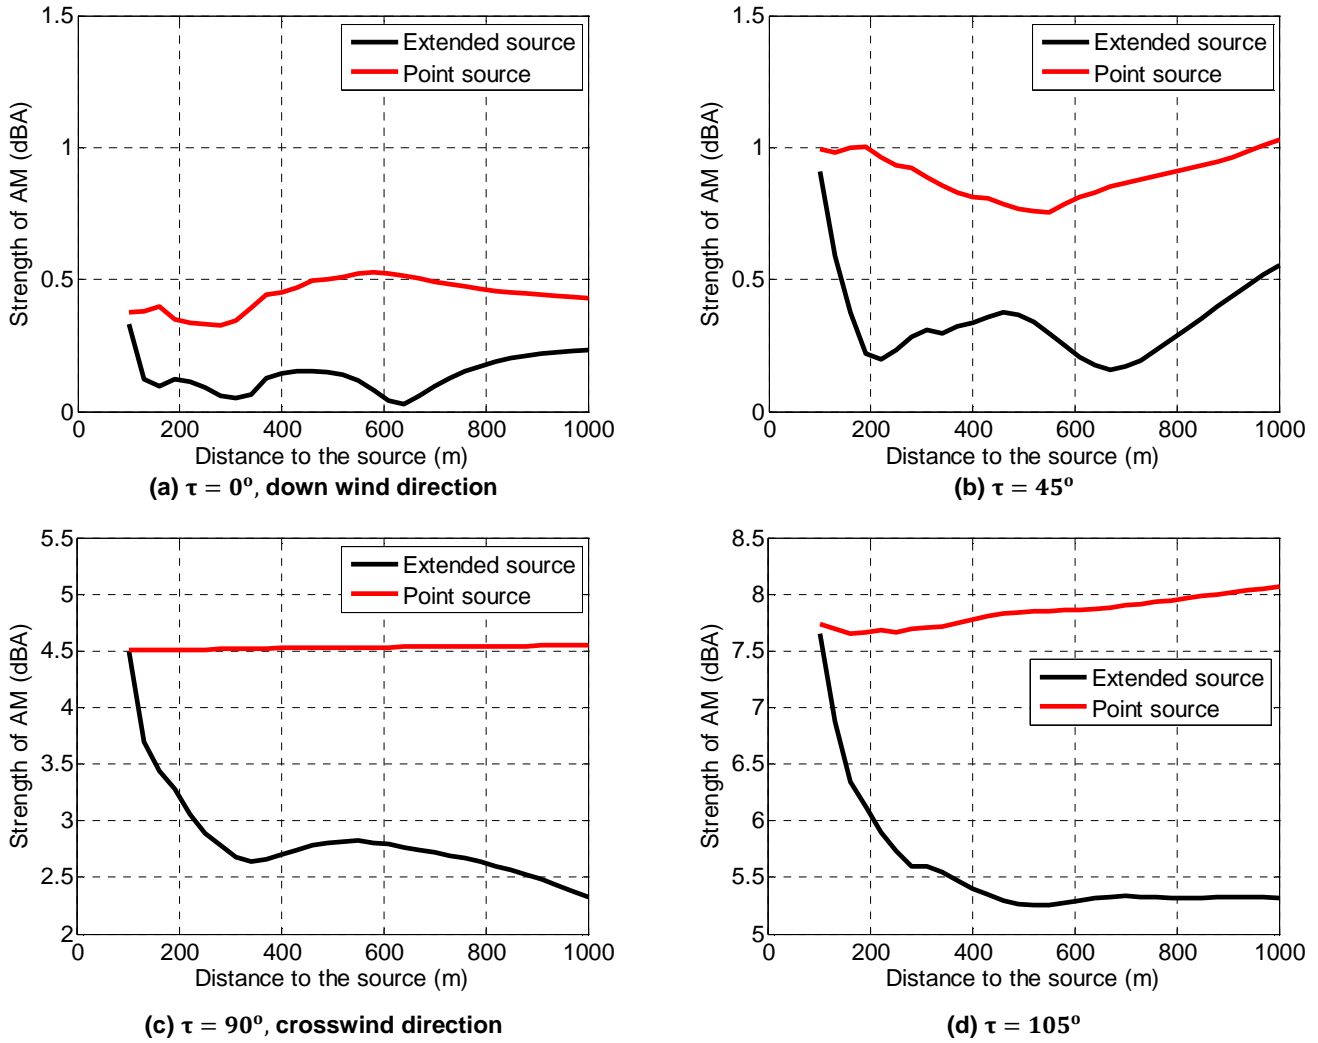 1.5
1
0.5
0
Strength of AM (dBA)
Extended source
Point source
0 200 400 600 800 1000
Distance to the source (m)
(a) τ = 0º, down wind direction
1.5
1
0.5
0
Strength of AM (dBA)
Extended source
Point source
0 200 400 600 800 1000
Distance to the source (m)
(b) τ = 45º
5.5
5
4.5
4
3.5
3
2.5
2
Strength of AM (dBA)
Extended source
Point source
0 200 400 600 800 1000
Distance to the source (m)
(c) τ = 90º, crosswind direction
8.5
8
7.5
7
6.5
6
5.5
5
Strength of AM (dBA)
Extended source
Point source
0 200 400 600 800 1000
Distance to the source (m)
(d) τ = 105º